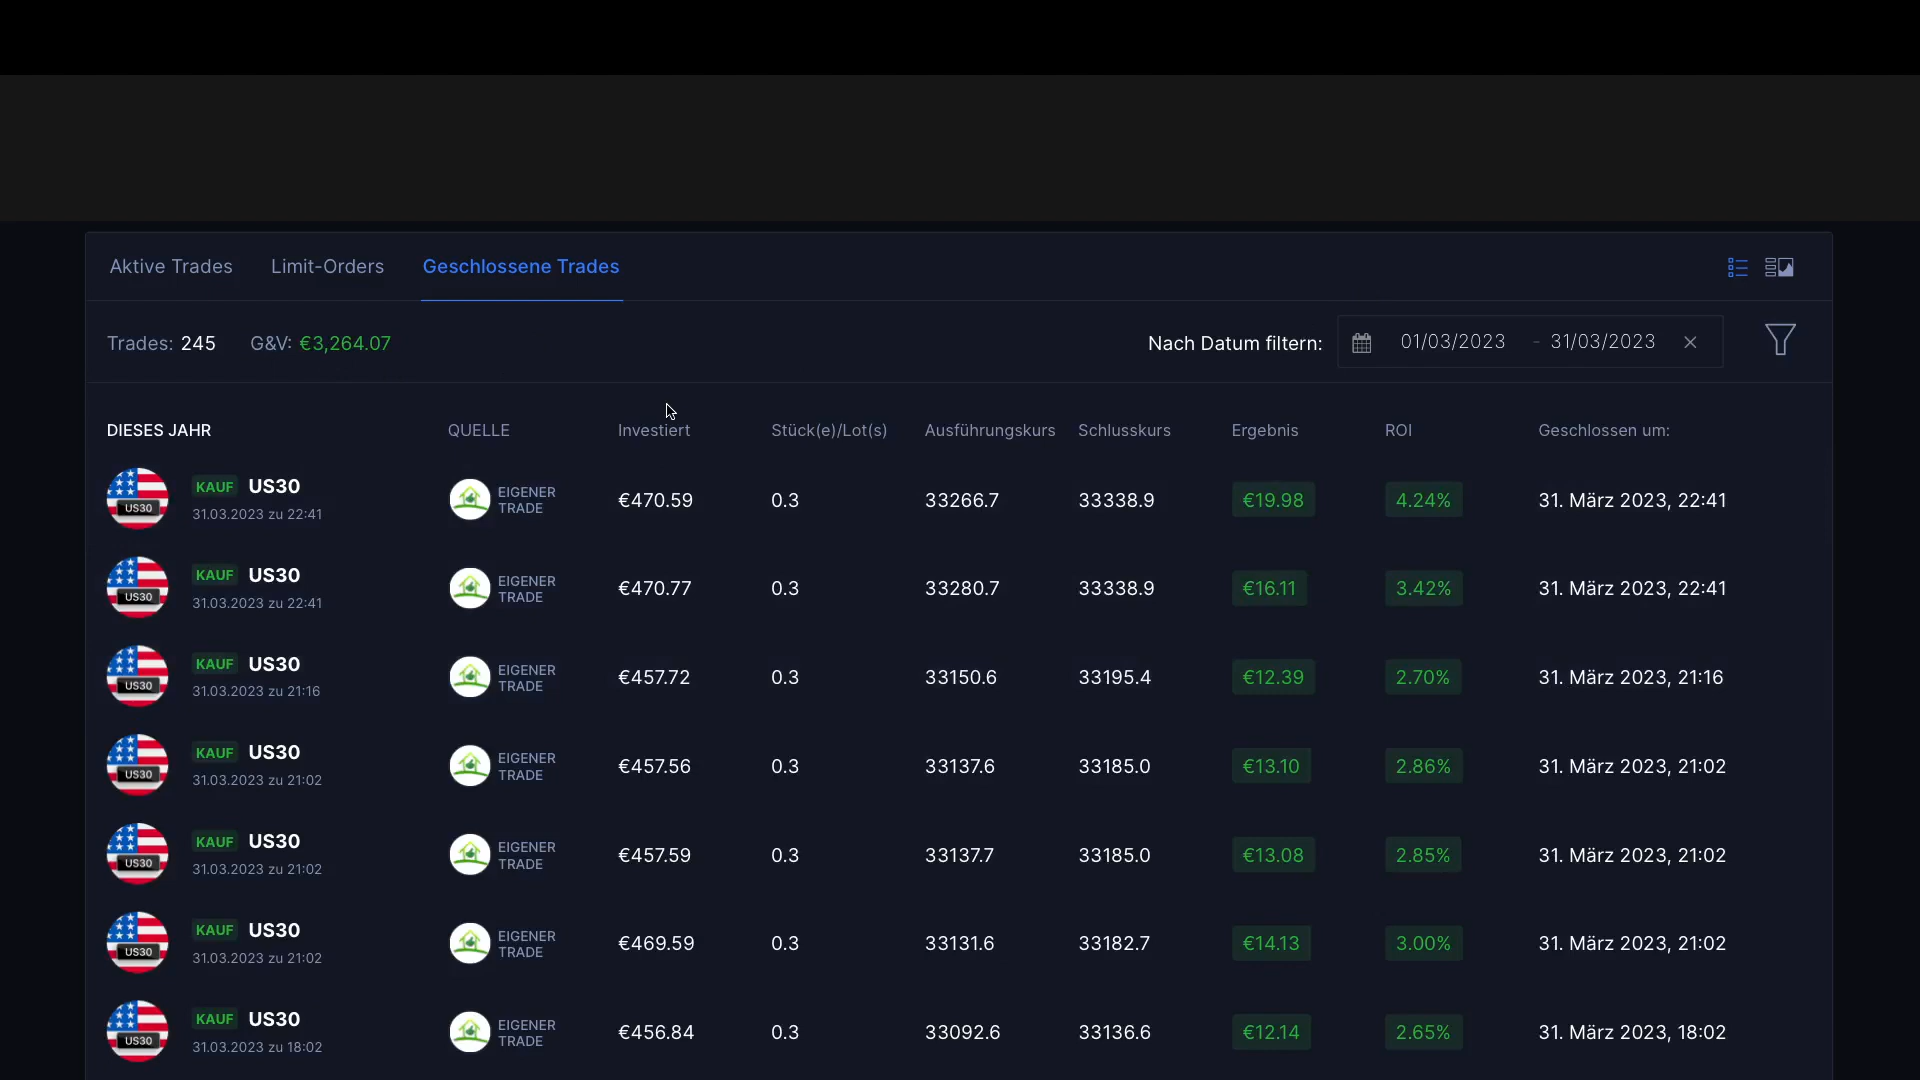 Aktive Trades Limit-Orders Geschlossene Trades
Trades: 245 G&V: €3,264.07 Nach Datum filtern: 01/03/2023 - 31/03/2023
DIESES JAHR QUELLE Investiert Stück(e)/Lot(s) Ausführungskurs Schlusskurs Ergebnis ROI Geschlossen um:
US30 KAUF US30 EIGENER TRADE €470.59 0.3 33266.7 33338.9 €19.98 4.24% 31. März 2023, 22:41
31.03.2023 zu 22:41
US30 KAUF US30 EIGENER TRADE €470.77 0.3 33280.7 33338.9 €16.11 3.42% 31. März 2023, 22:41
31.03.2023 zu 22:41
US30 KAUF US30 EIGENER TRADE €457.72 0.3 33150.6 33195.4 €12.39 2.70% 31. März 2023, 21:16
31.03.2023 zu 21:16
US30 KAUF US30 EIGENER TRADE €457.56 0.3 33137.6 33185.0 €13.10 2.86% 31. März 2023, 21:02
31.03.2023 zu 21:02
US30 KAUF US30 EIGENER TRADE €457.59 0.3 33137.7 33185.0 €13.08 2.85% 31. März 2023, 21:02
31.03.2023 zu 21:02
US30 KAUF US30 EIGENER TRADE €469.59 0.3 33131.6 33182.7 €14.13 3.00% 31. März 2023, 21:02
31.03.2023 zu 21:02
US30 KAUF US30 EIGENER TRADE €456.84 0.3 33092.6 33136.6 €12.14 2.65% 31. März 2023, 18:02
31.03.2023 zu 18:02